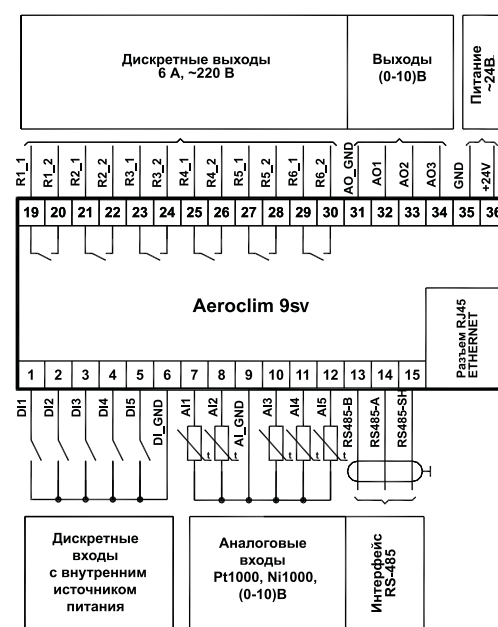 Дискретные выходы
6 А, ~220 В
Выходы
(0-10)В
Питание
~24В
R1_1
R1_2
R2_1
R2_2
R3_1
R3_2
R4_1
R4_2
R5_1
R5_2
R6_1
R6_2
AO_GND
AO1
AO2
AO3
GND
+24V
19 20 21 22 23 24 25 26 27 28 29 30 31 32 33 34 35 36
Aeroclim 9sv
Разъем RJ45
ETHERNET
1 2 3 4 5 6 7 8 9 10 11 12 13 14 15
DI1
DI2
DI3
DI4
DI5
DI_GND
AI1
AI2
AI_GND
AI3
AI4
AI5
RS485-B
RS485-A
RS485-SH
t
t
t
t
t
Дискретные
входы
с внутренним
источником
питания
Аналоговые
входы
Pt1000, Ni1000,
(0-10)В
Интерфейс
RS-485